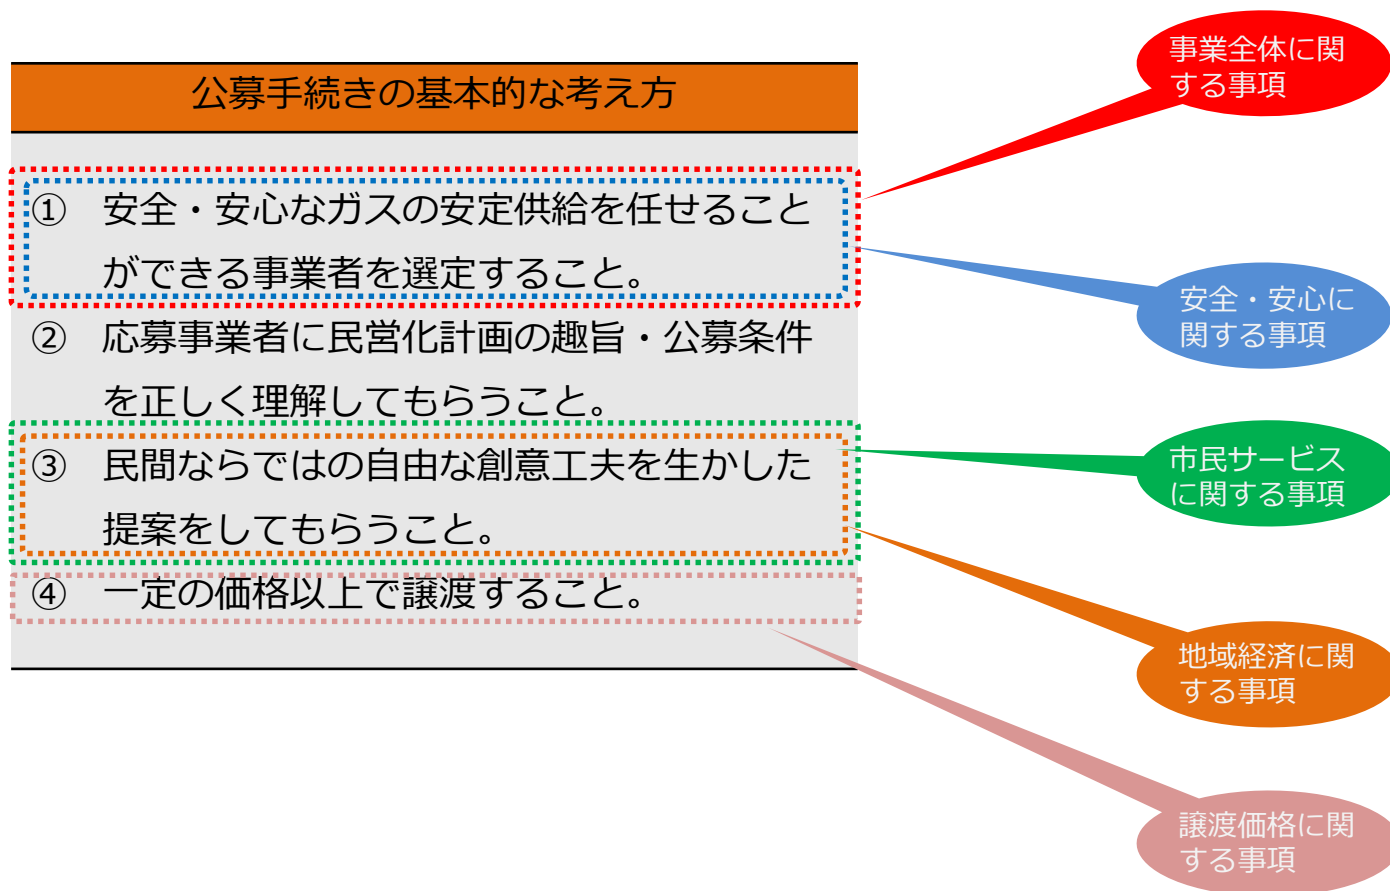 公募手続きの基本的な考え方
① 安全・安心なガスの安定供給を任せること
ができる事業者を選定すること。
② 応募事業者に民営化計画の趣旨・公募条件
を正しく理解してもらうこと。
③ 民間ならではの自由な創意工夫を生かした
提案をしてもらうこと。
④ 一定の価格以上で譲渡すること。
事業全体に関
する事項
安全・安心に
関する事項
市民サービス
に関する事項
地域経済に関
する事項
譲渡価格に関
する事項